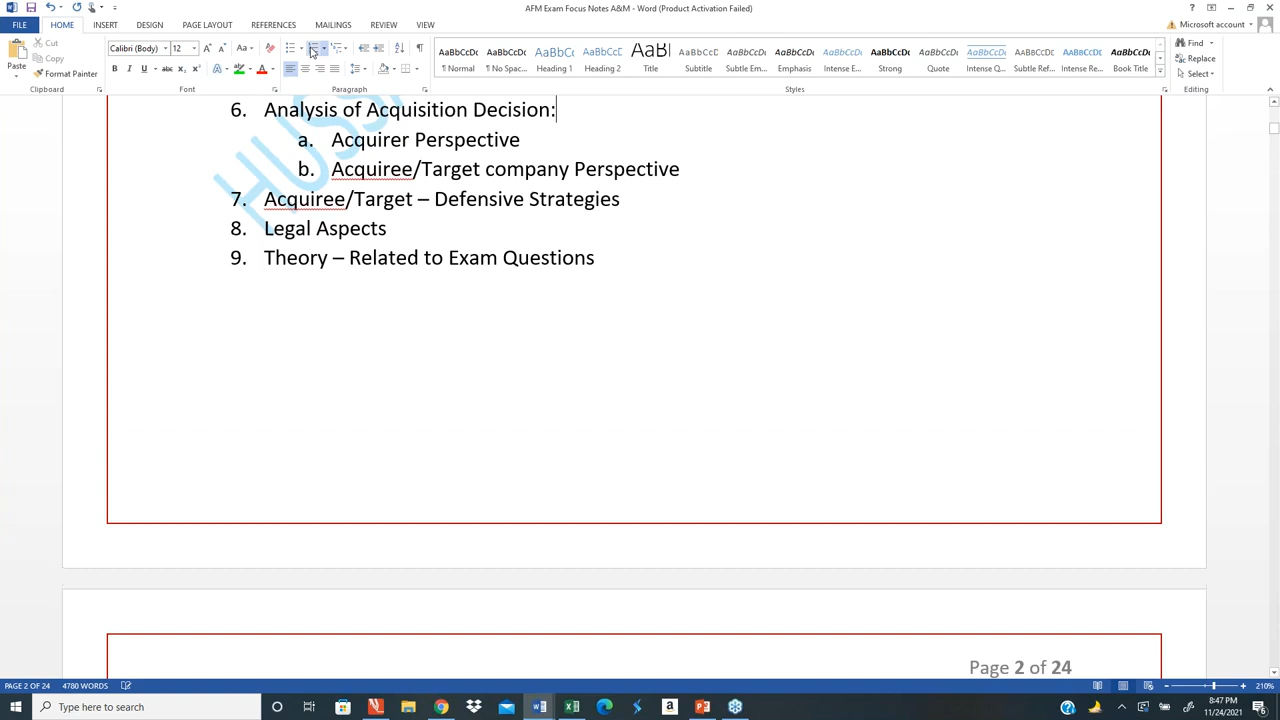 AFM Exam Focus Notes A&M - Word (Product Activation Failed)
FILE HOME INSERT DESIGN PAGE LAYOUT REFERENCES MAILINGS REVIEW VIEW Microsoft account
Paste
Cut
Copy
Format Painter
Clipboard
Calibri (Body) 12
Font
Paragraph
AaBbCcDc AaBbCcDc AaBbC AaBbCc AaBl AaBbCcC AaBbCcDc AaBbCcDc AaBbCcDc AaBbCcDc AaBbCcDc AaBbCcDc AABBCCDC AABBCCDC AaBbCcDc
¶ Normal ¶ No Spac... Heading 1 Heading 2 Title Subtitle Subtle Em... Emphasis Intense E... Strong Quote Intense Q... Subtle Ref... Intense Re... Book Title
Styles
Find
Replace
Select
Editing
HUSS
6. Analysis of Acquisition Decision:
a. Acquirer Perspective
b. Acquiree/Target company Perspective
7. Acquiree/Target – Defensive Strategies
8. Legal Aspects
9. Theory – Related to Exam Questions
Page 2 of 24
PAGE 2 OF 24 4780 WORDS 210%
Type here to search
8:47 PM
11/24/2021